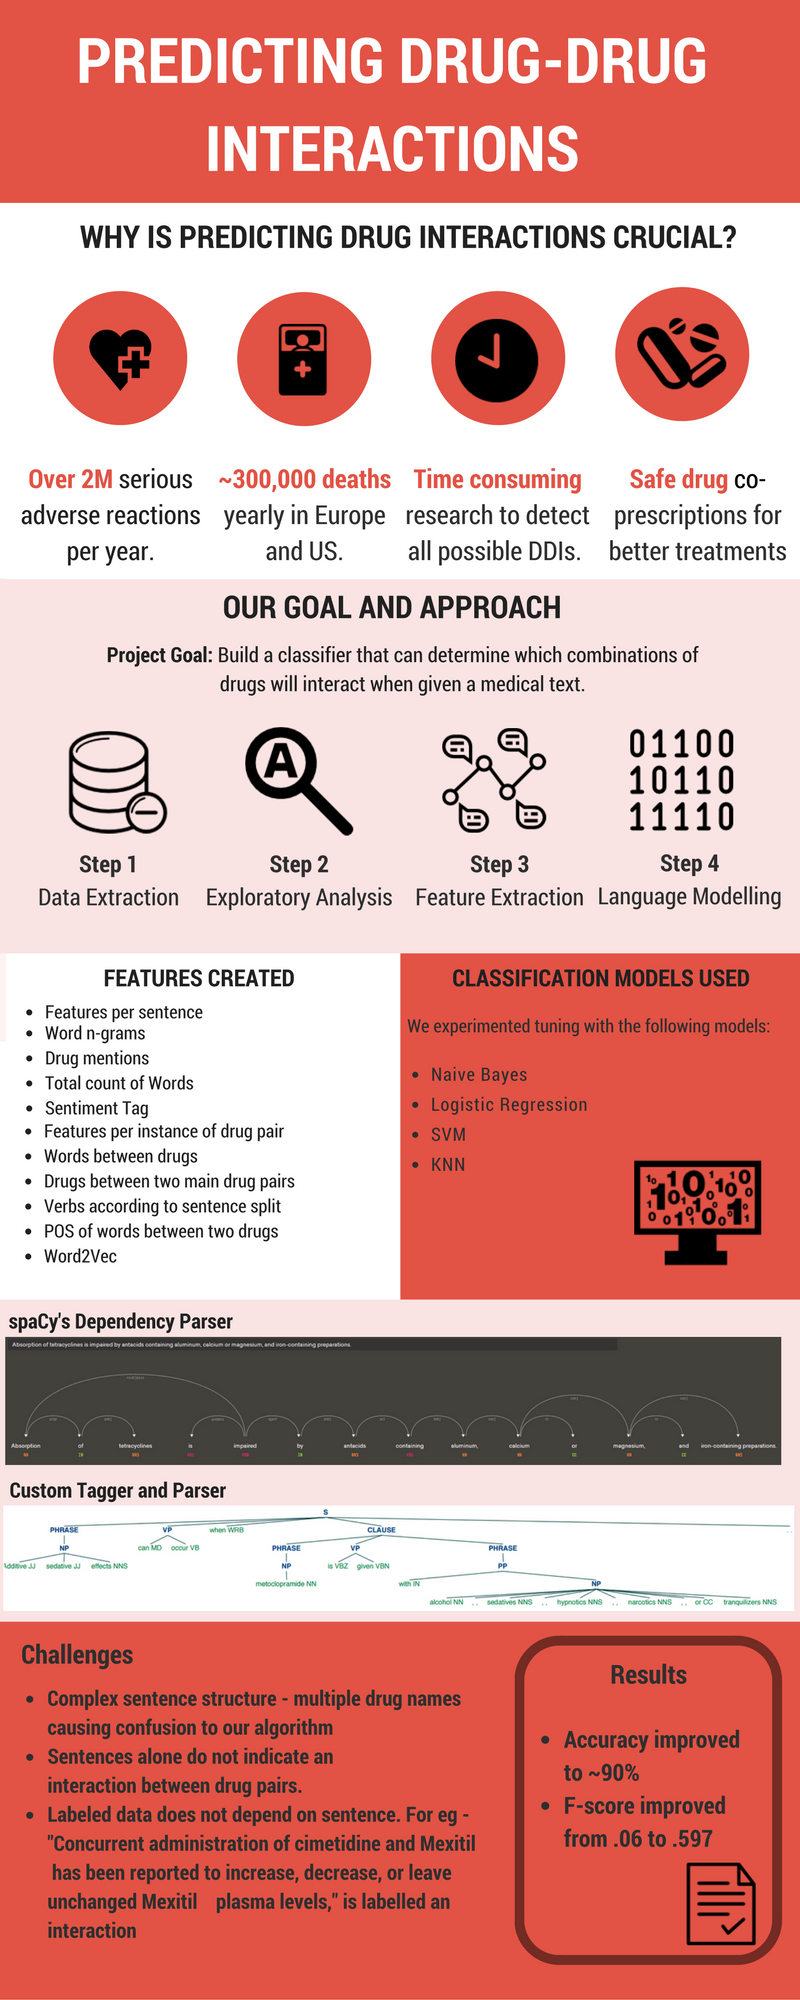 PREDICTING DRUG-DRUG
INTERACTIONS
WHY IS PREDICTING DRUG INTERACTIONS CRUCIAL?
Over 2M serious
adverse reactions
per year.
~300,000 deaths
yearly in Europe
and US.
Time consuming
research to detect
all possible DDIs.
Safe drug co-
prescriptions for
better treatments
OUR GOAL AND APPROACH
Project Goal: Build a classifier that can determine which combinations of
drugs will interact when given a medical text.
A
01100
10110
11110
Step 1
Data Extraction
Step 2
Exploratory Analysis
Step 3
Feature Extraction
Step 4
Language Modelling
FEATURES CREATED
• Features per sentence
• Word n-grams
• Drug mentions
• Total count of Words
• Sentiment Tag
• Features per instance of drug pair
• Words between drugs
• Drugs between two main drug pairs
• Verbs according to sentence split
• POS of words between two drugs
• Word2Vec
CLASSIFICATION MODELS USED
We experimented tuning with the following models:
• Naive Bayes
• Logistic Regression
• SVM
• KNN
spaCy's Dependency Parser
Absorption of tetracyclines is impaired by antacids containing aluminum, calcium or magnesium, and iron-containing preparations.
Absorption of tetracyclines is impaired by antacids containing aluminum, calcium or magnesium, and iron-containing preparations.
Custom Tagger and Parser
S
PHRASE VP when WRB CLAUSE
NP can MD occur VB PHRASE VP PHRASE
Additive JJ sedative JJ effects NNS NP is VBZ given VBN PP
metoclopramide NN with IN NP
alcohol NN , , sedatives NNS , , hypnotics NNS , , narcotics NNS , , or CC tranquilizers NNS
Challenges
• Complex sentence structure - multiple drug names
causing confusion to our algorithm
• Sentences alone do not indicate an
interaction between drug pairs.
• Labeled data does not depend on sentence. For eg -
"Concurrent administration of cimetidine and Mexitil
has been reported to increase, decrease, or leave
unchanged Mexitil plasma levels," is labelled an
interaction
Results
• Accuracy improved
to ~90%
• F-score improved
from .06 to .597